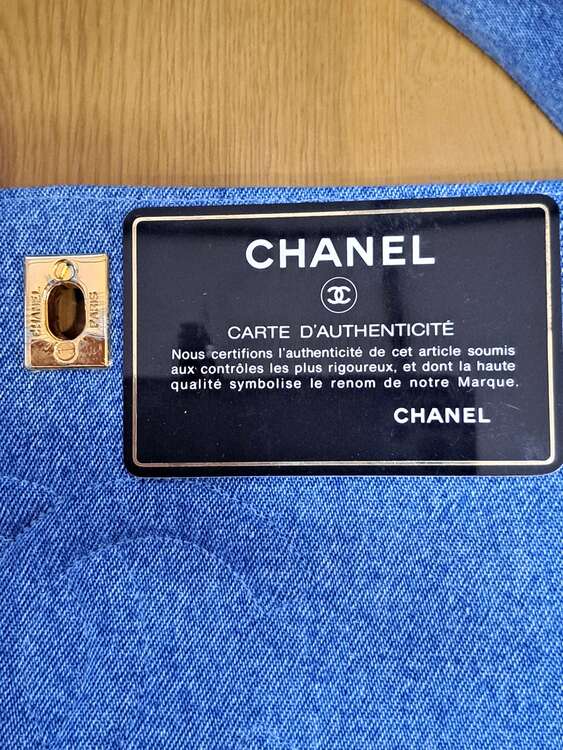 CHANEL
CARTE D'AUTHENTICITÉ
Nous certifions l'authenticité de cet article soumis
aux contrôles les plus rigoureux, et dont la haute
qualité symbolise le renom de notre Marque.
CHANEL
CHANEL
PARIS